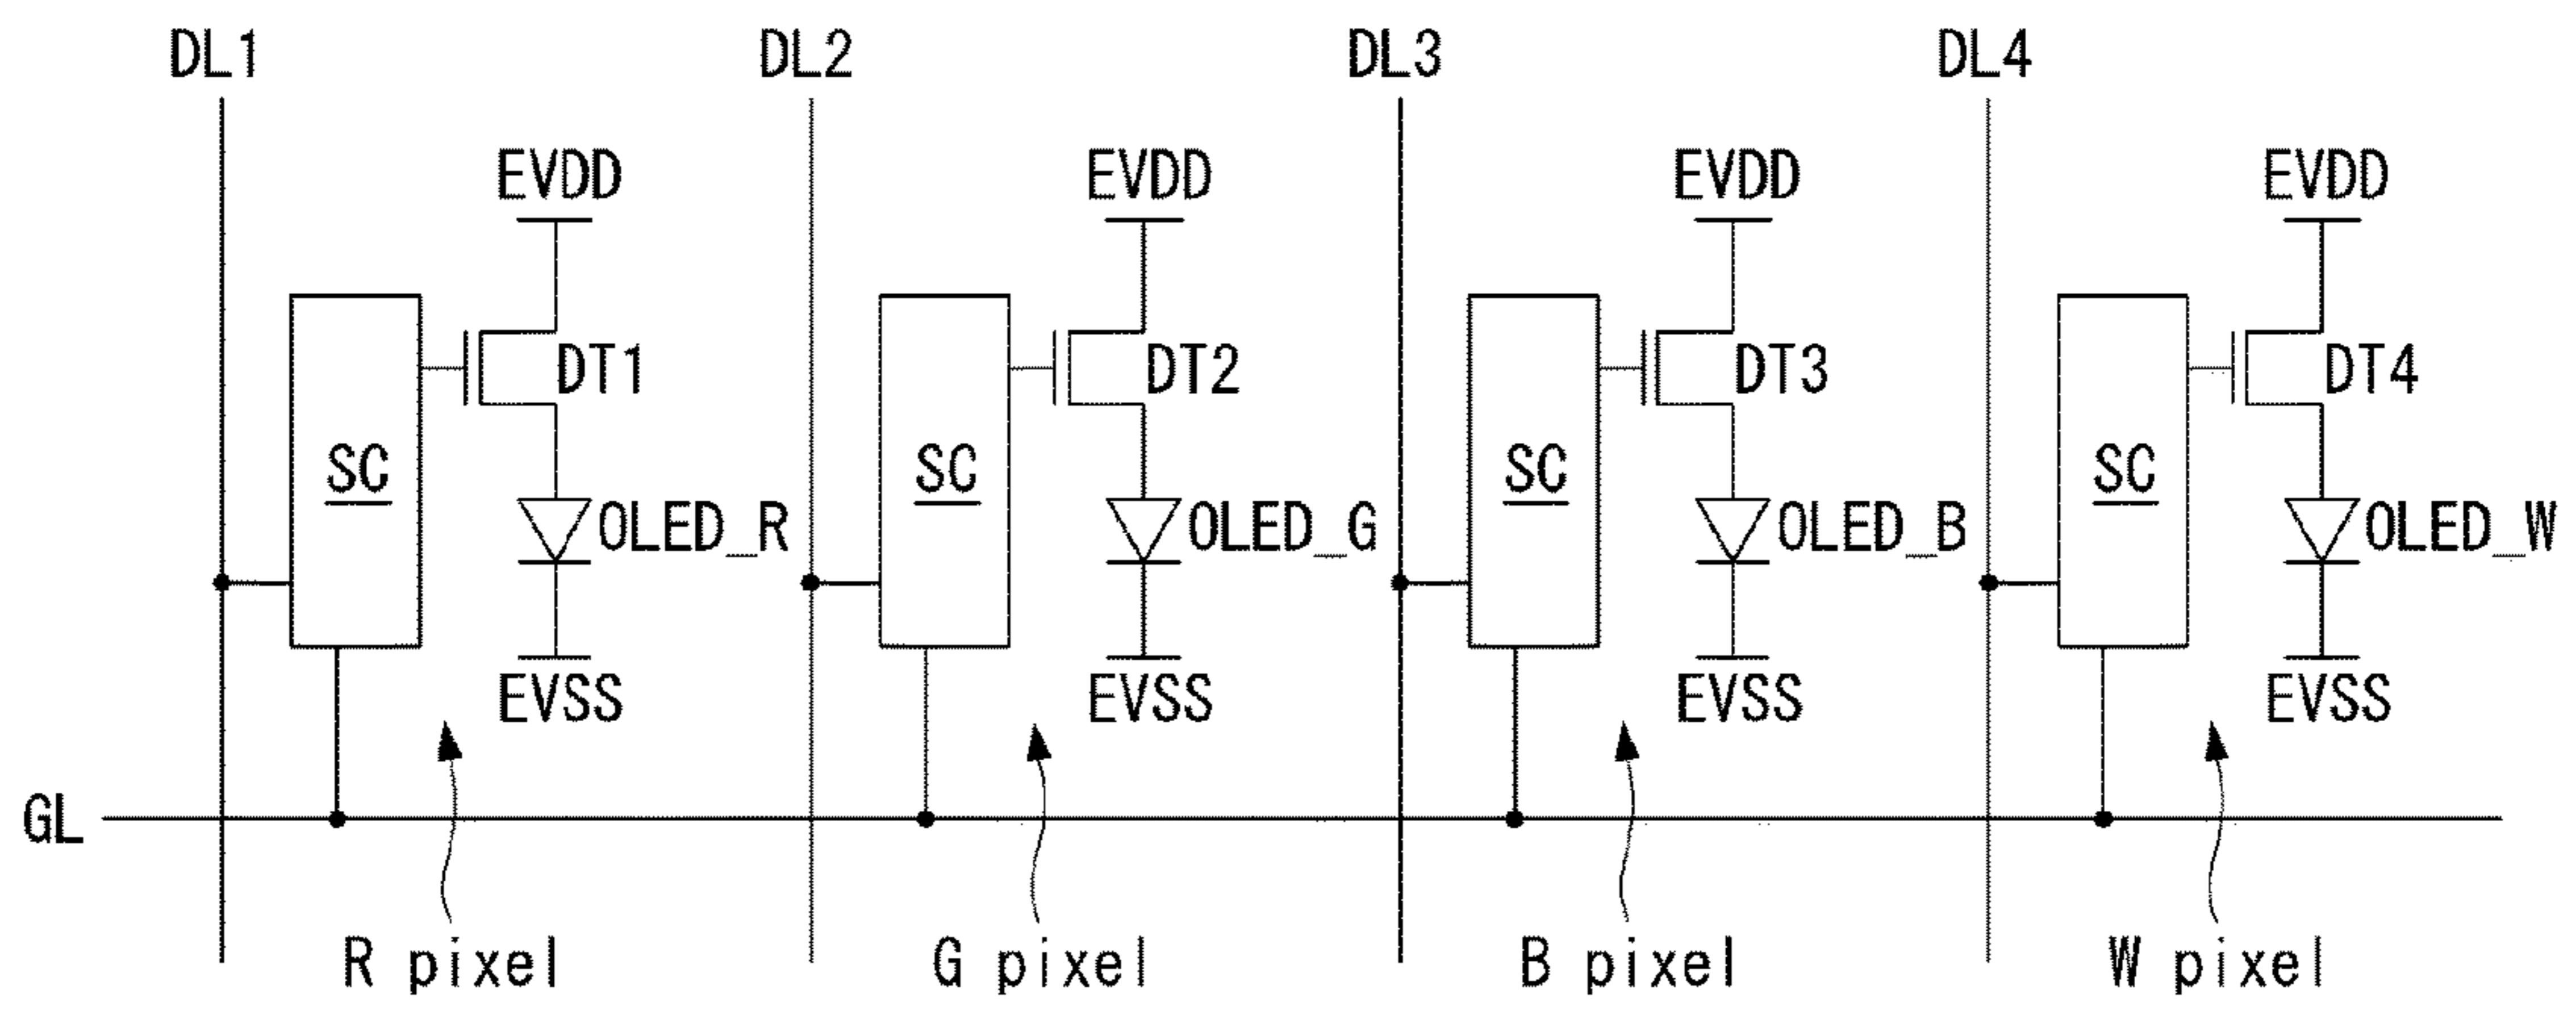 DL1 DL2 DL3 DL4
EVDD EVDD EVDD EVDD
DT1 DT2 DT3 DT4
SC SC SC SC
OLED_R OLED_G OLED_B OLED_W
EVSS EVSS EVSS EVSS
GL
R pixel G pixel B pixel W pixel